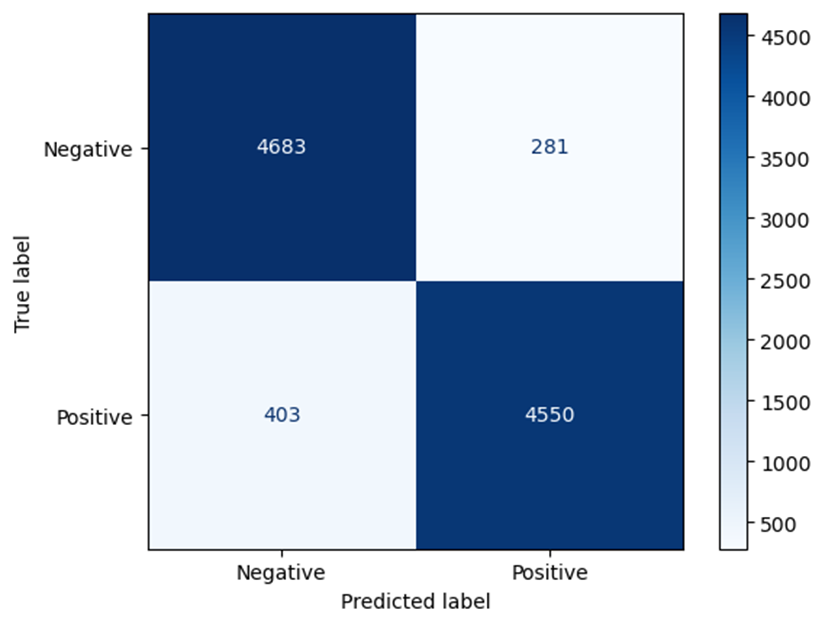 True label
Negative
Positive
4683
281
403
4550
Negative
Positive
Predicted label
4500
4000
3500
3000
2500
2000
1500
1000
500